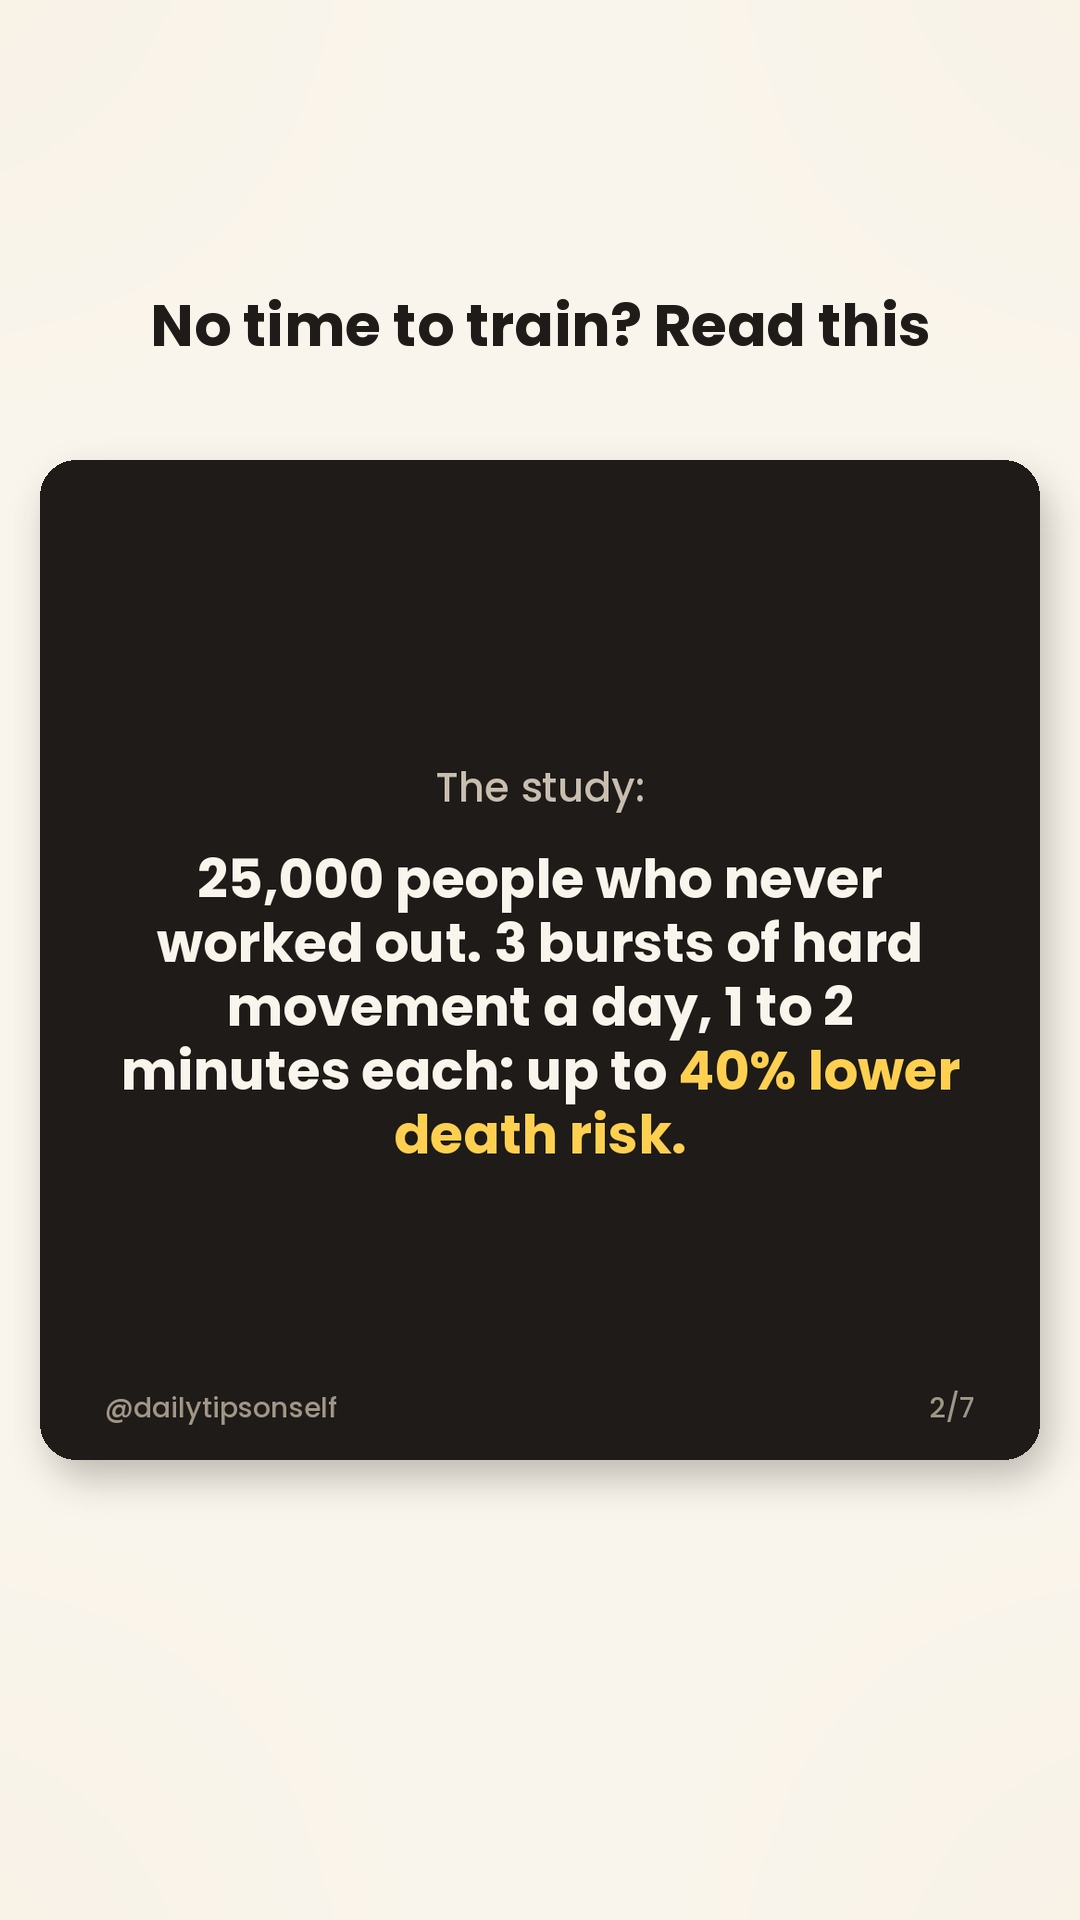 No time to train? Read this
The study:
25,000 people who never
worked out. 3 bursts of hard
movement a day, 1 to 2
minutes each: up to 40% lower
death risk.
@dailytipsonself
2/7